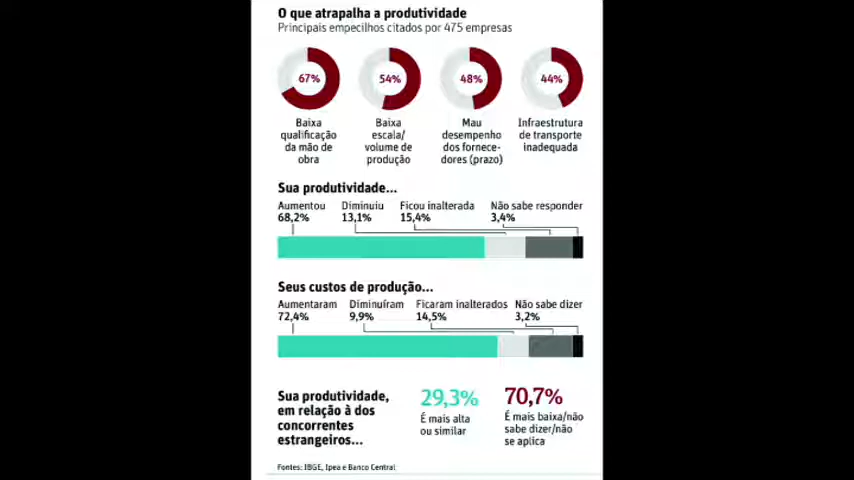 O que atrapalha a produtividade
Principais empecilhos citados por 475 empresas
67%
54%
48%
44%
Baixa
qualificação
da mão de
obra
Baixa
escala/
volume de
produção
Mau
desempenho
dos fornece-
dores (prazo)
Infraestrutura
de transporte
inadequada
Sua produtividade...
Aumentou
68,2%
Diminuiu
13,1%
Ficou inalterada
15,4%
Não sabe responder
3,4%
Seus custos de produção...
Aumentaram
72,4%
Diminuíram
9,9%
Ficaram inalterados
14,5%
Não sabe dizer
3,2%
Sua produtividade,
em relação à dos
concorrentes
estrangeiros...
29,3%
É mais alta
ou similar
70,7%
É mais baixa/não
sabe dizer/não
se aplica
Fontes: IBGE, Ipea e Banco Central